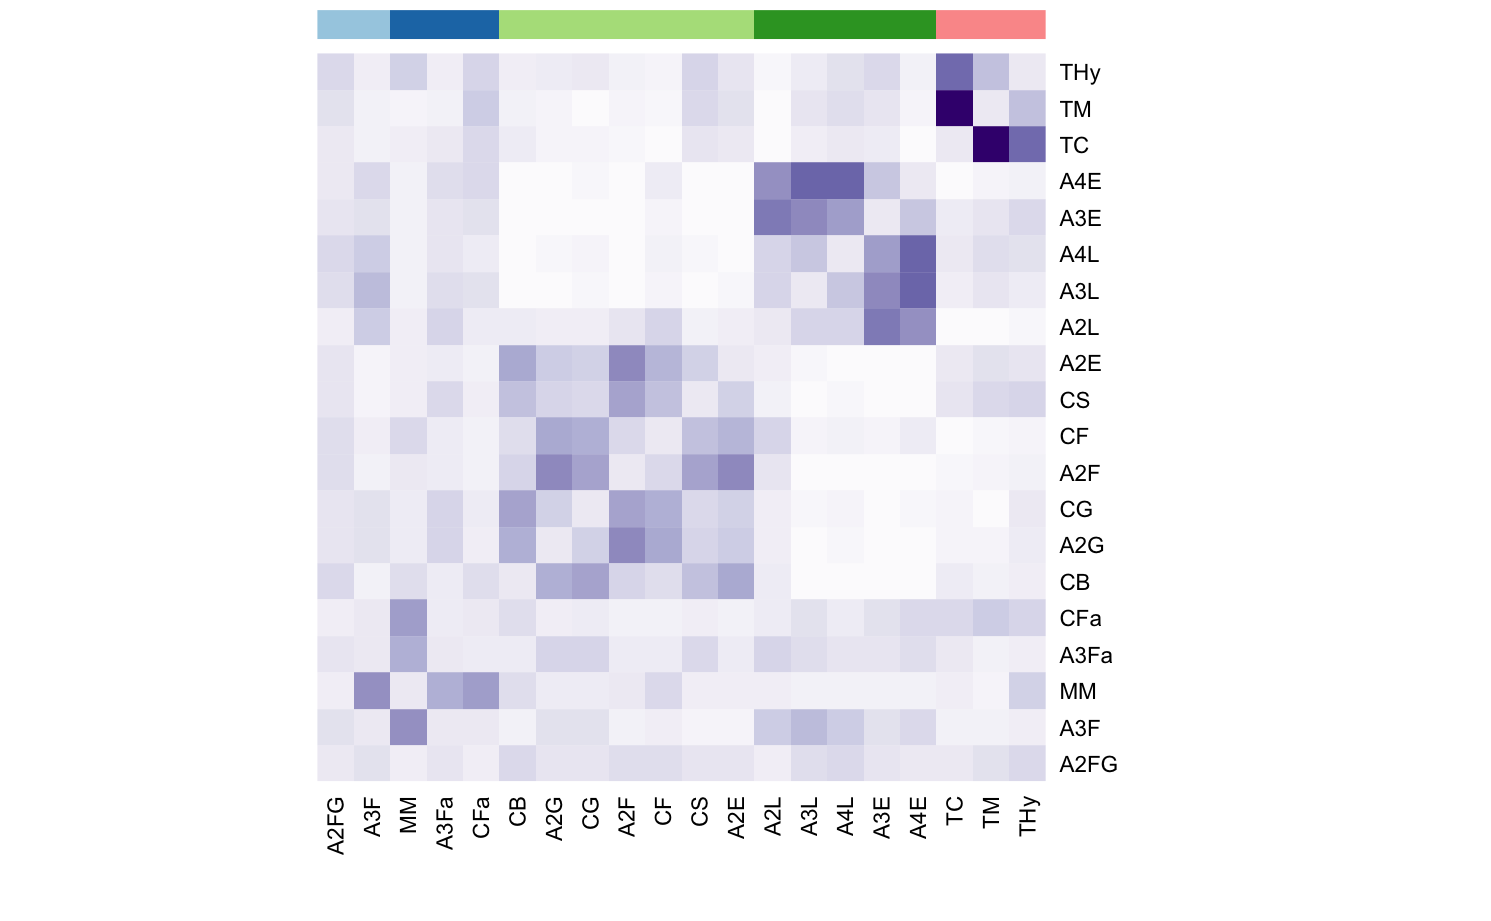 THy
TM
TC
A4E
A3E
A4L
A3L
A2L
A2E
CS
CF
A2F
CG
A2G
CB
CFa
A3Fa
MM
A3F
A2FG
A2FG A3F MM A3Fa CFa CB A2G CG A2F CF CS A2E A2L A3L A4L A3E A4E TC TM THy